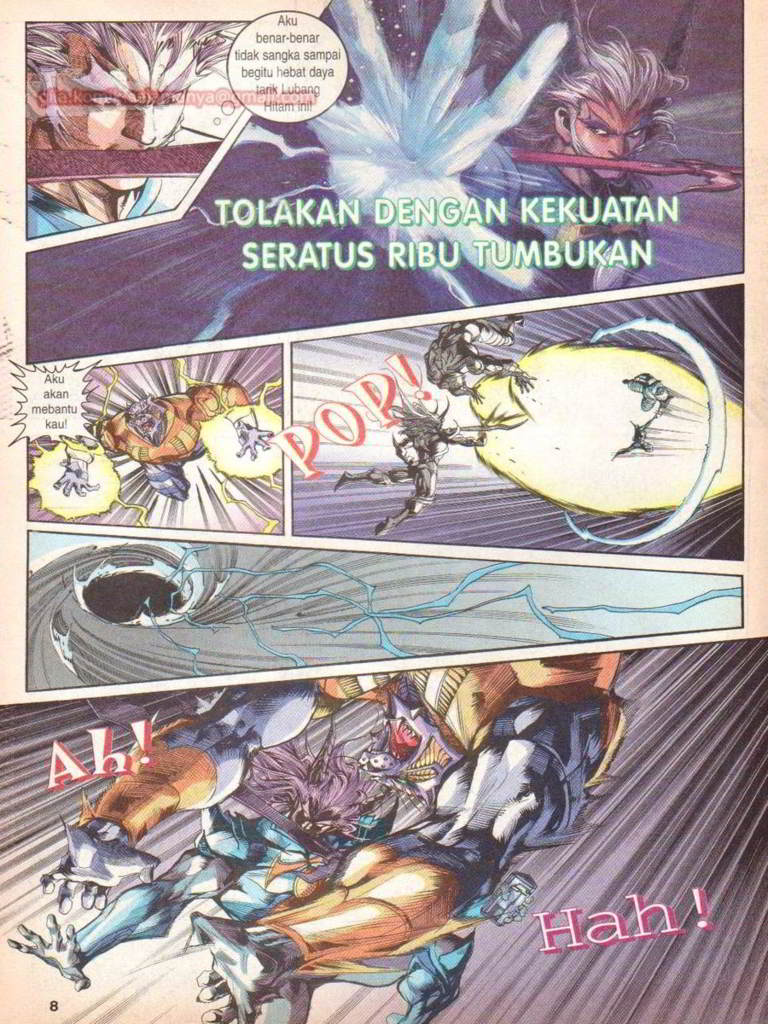 Aku
benar-benar
tidak sangka sampai
begitu hebat daya
tarik Lubang
Hitam ini!
TOLAKAN DENGAN KEKUATAN
SERATUS RIBU TUMBUKAN
Aku
akan
mebantu
kau!
POP!
Ah!
Hah!
8